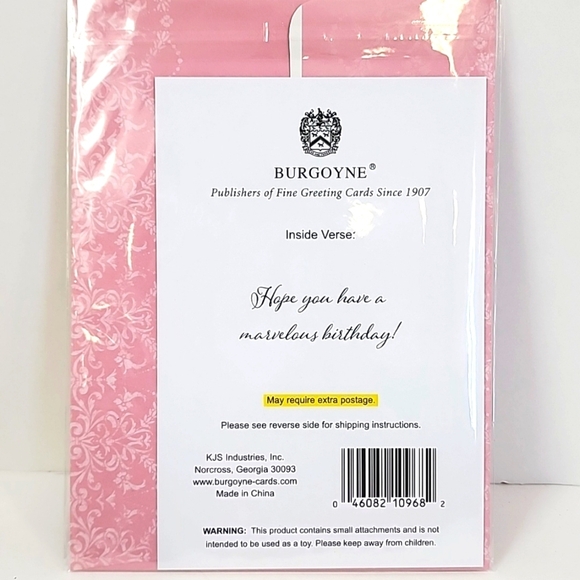 BURGOYNE®
Publishers of Fine Greeting Cards Since 1907
Inside Verse:
Hope you have a
marvelous birthday!
May require extra postage.
Please see reverse side for shipping instructions.
KJS Industries, Inc.
Norcross, Georgia 30093
www.burgoyne-cards.com
Made in China
0 46082 10968 2
WARNING: This product contains small attachments and is not
intended to be used as a toy. Please keep away from children.